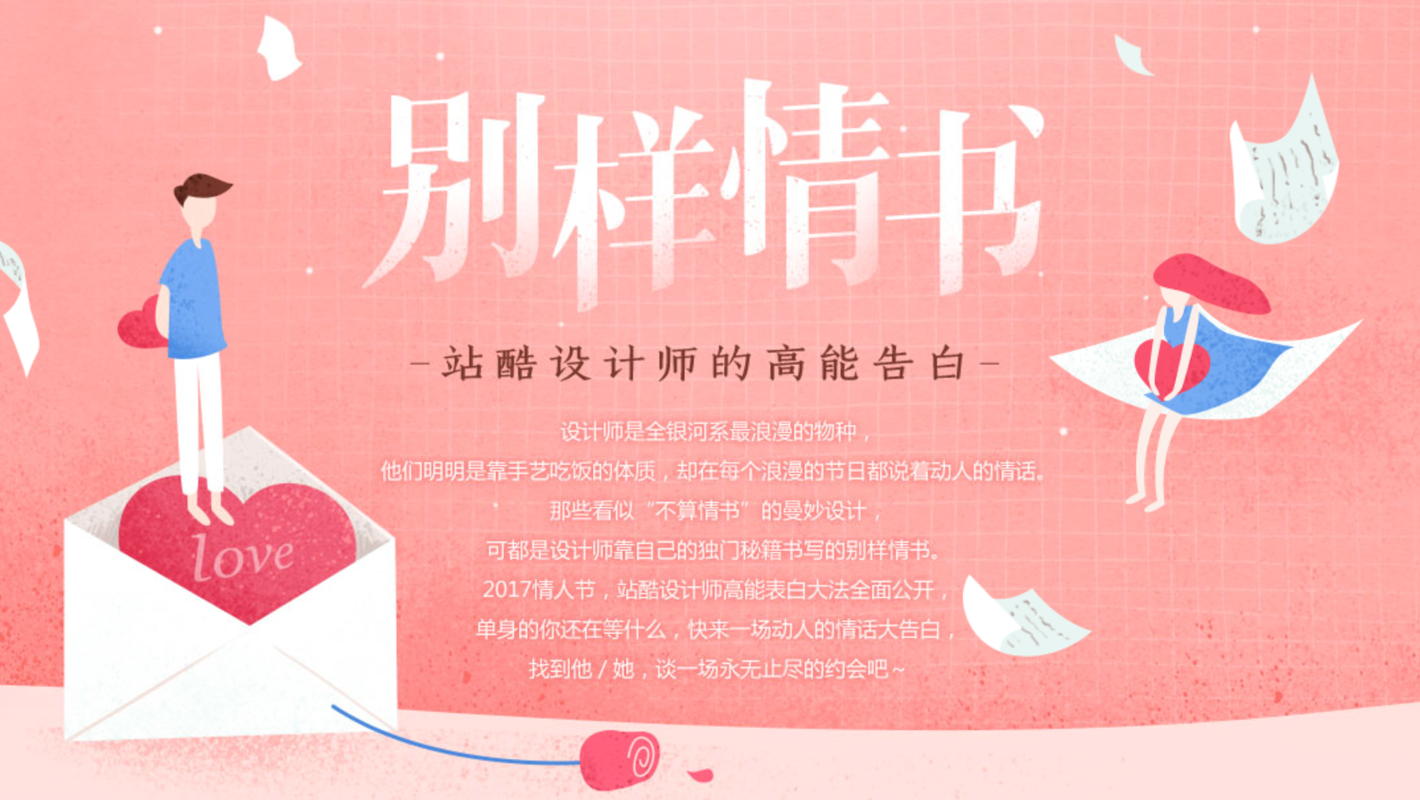 别样情书
–站酷设计师的高能告白–
设计师是全银河系最浪漫的物种，
他们明明是靠手艺吃饭的体质，却在每个浪漫的节日都说着动人的情话。
那些看似“不算情书”的曼妙设计，
可都是设计师靠自己的独门秘籍书写的别样情书。
2017情人节，站酷设计师高能表白大法全面公开，
单身的你还在等什么，快来一场动人的情话大告白，
找到他 / 她，谈一场永无止尽的约会吧～
love